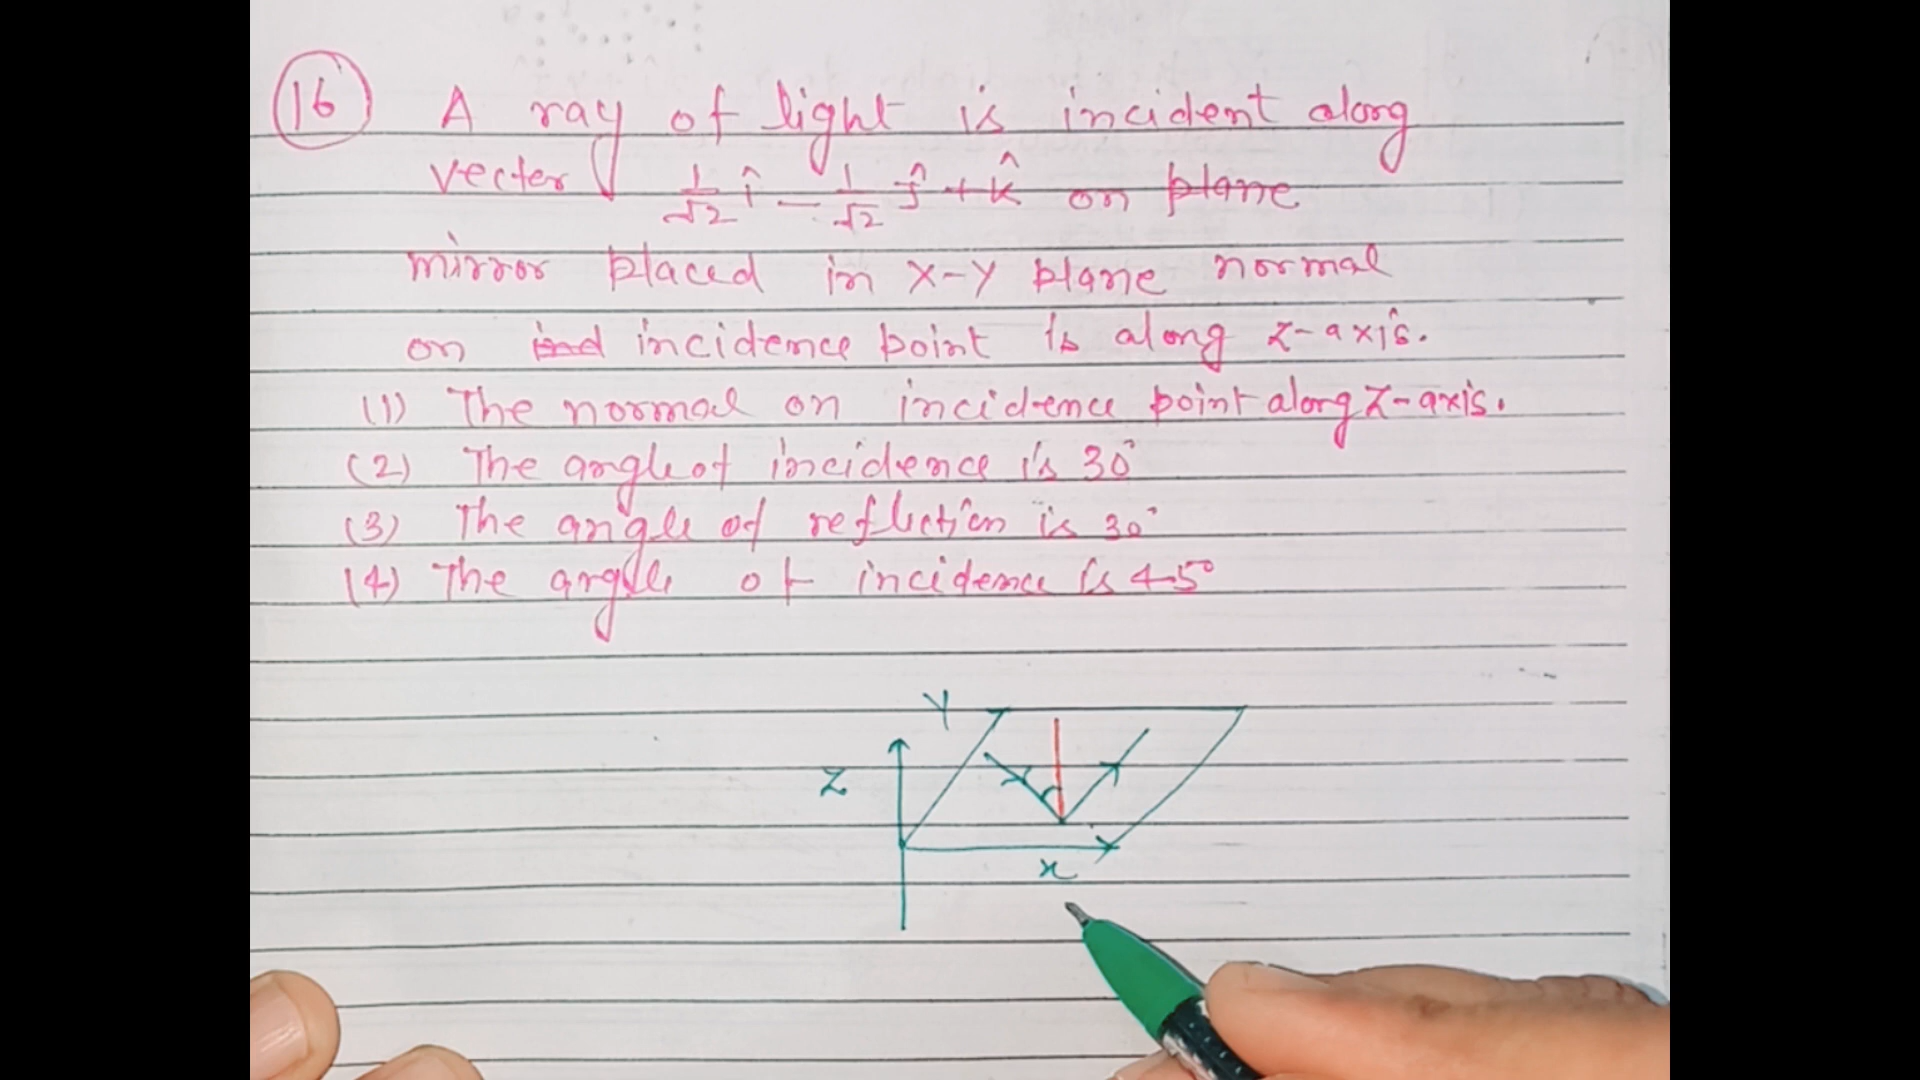 16 A ray of light is incident along
vecter 1/√2 î - 1/√2 ĵ + k̂ on plane
mirror placed in X-Y plane normal
on incidence point is along Z-axis.
(1) The normal on incidence point along Z-axis.
(2) The angle of incidence is 30°
(3) The angle of reflection is 30°
(4) The angle of incidence is 45°
Y
Z
x